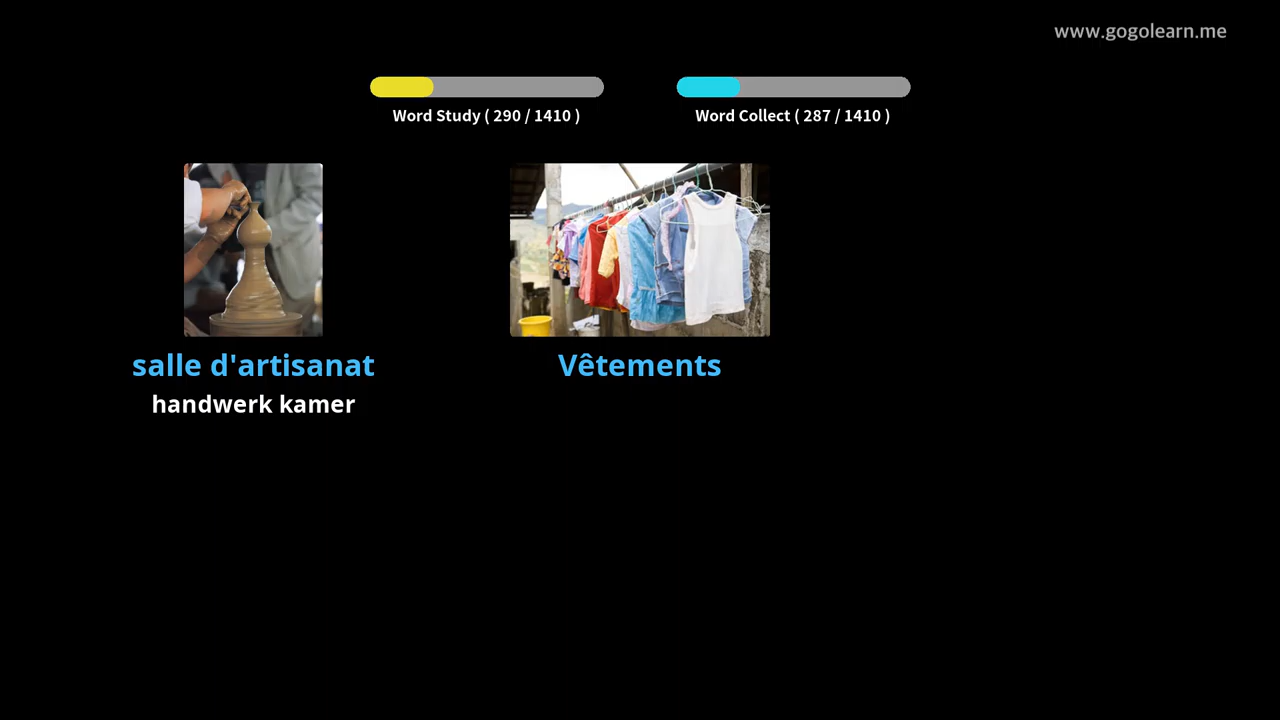 www.gogolearn.me
Word Study ( 290 / 1410 )
Word Collect ( 287 / 1410 )
salle d'artisanat
handwerk kamer
Vêtements